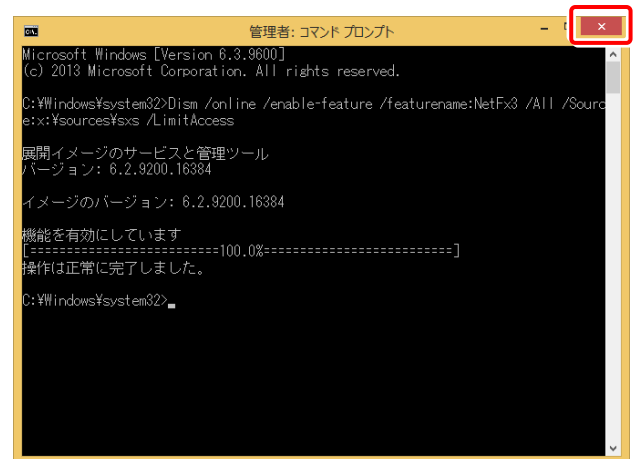 管理者: コマンド プロンプト
Microsoft Windows [Version 6.3.9600]
(c) 2013 Microsoft Corporation. All rights reserved.
C:¥Windows¥system32>Dism /online /enable-feature /featurename:NetFx3 /All /Sourc
e:x:¥sources¥sxs /LimitAccess
展開イメージのサービスと管理ツール
バージョン: 6.2.9200.16384
イメージのバージョン: 6.2.9200.16384
機能を有効にしています
[==========================100.0%==========================]
操作は正常に完了しました。
C:¥Windows¥system32>